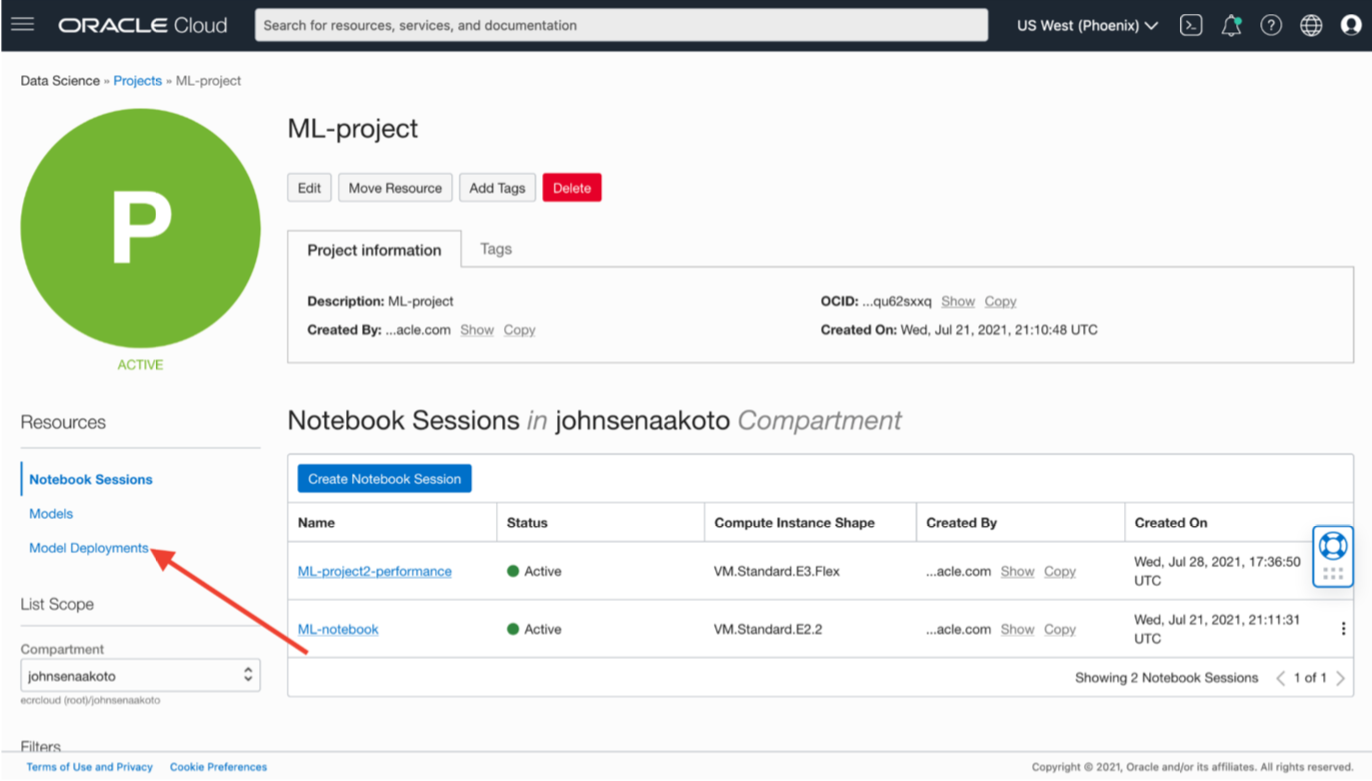 ORACLE Cloud
Search for resources, services, and documentation
US West (Phoenix)
Data Science » Projects » ML-project
P
ACTIVE
ML-project
Edit Move Resource Add Tags Delete
Project information Tags
Description: ML-project
OCID: ...qu62sxxq Show Copy
Created By: ...acle.com Show Copy
Created On: Wed, Jul 21, 2021, 21:10:48 UTC
Resources
Notebook Sessions
Models
Model Deployments
List Scope
Compartment
johnsenaakoto
ecrcloud (root)/johnsenaakoto
Filters
Notebook Sessions in johnsenaakoto Compartment
Create Notebook Session
Name Status Compute Instance Shape Created By Created On
ML-project2-performance Active VM.Standard.E3.Flex ...acle.com Show Copy Wed, Jul 28, 2021, 17:36:50
UTC
ML-notebook Active VM.Standard.E2.2 ...acle.com Show Copy Wed, Jul 21, 2021, 21:11:31
UTC
Showing 2 Notebook Sessions < 1 of 1 >
Terms of Use and Privacy Cookie Preferences
Copyright © 2021, Oracle and/or its affiliates. All rights reserved.